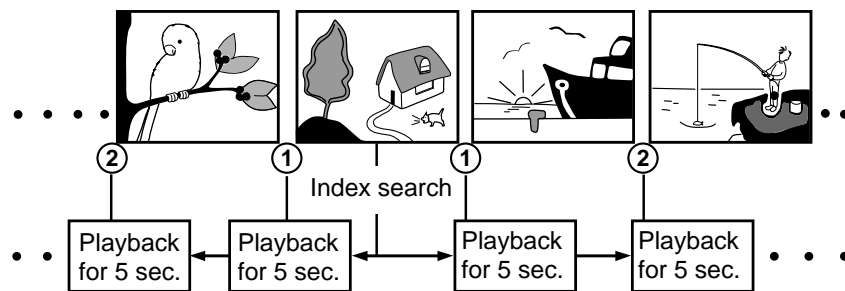 2 1 1 2
Index search
Playback Playback Playback Playback
for 5 sec. for 5 sec. for 5 sec. for 5 sec.